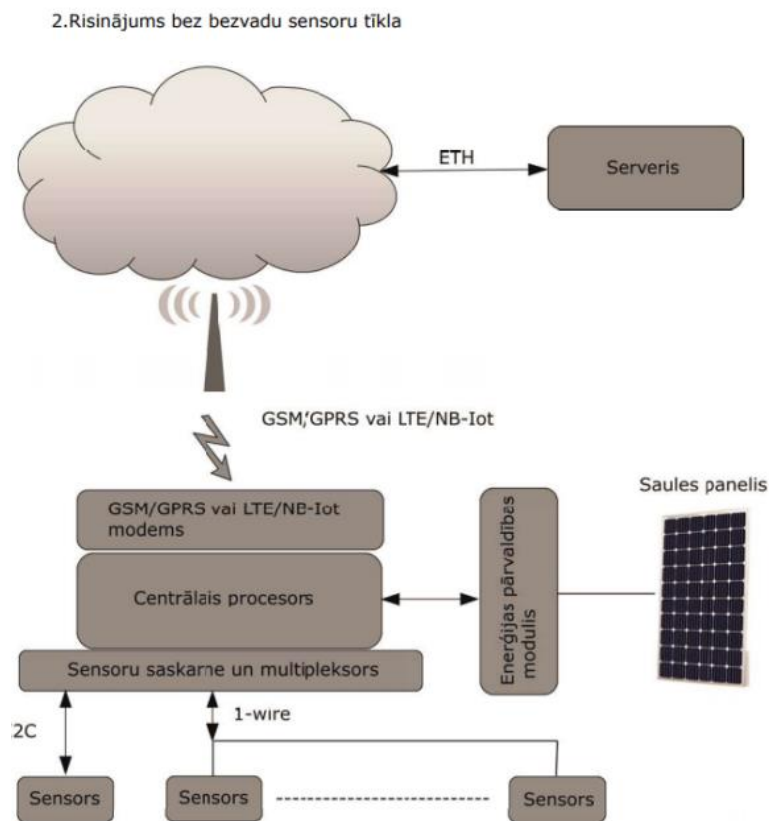 2.Risinājums bez bezvadu sensoru tīkla
ETH
Serveris
GSM/GPRS vai LTE/NB-Iot
Saules panelis
GSM/GPRS vai LTE/NB-Iot
modems
Centrālais procesors
Enerģijas pārvaldības
modulis
Sensoru saskarne un multipleksors
2C
1-wire
Sensors
Sensors
Sensors